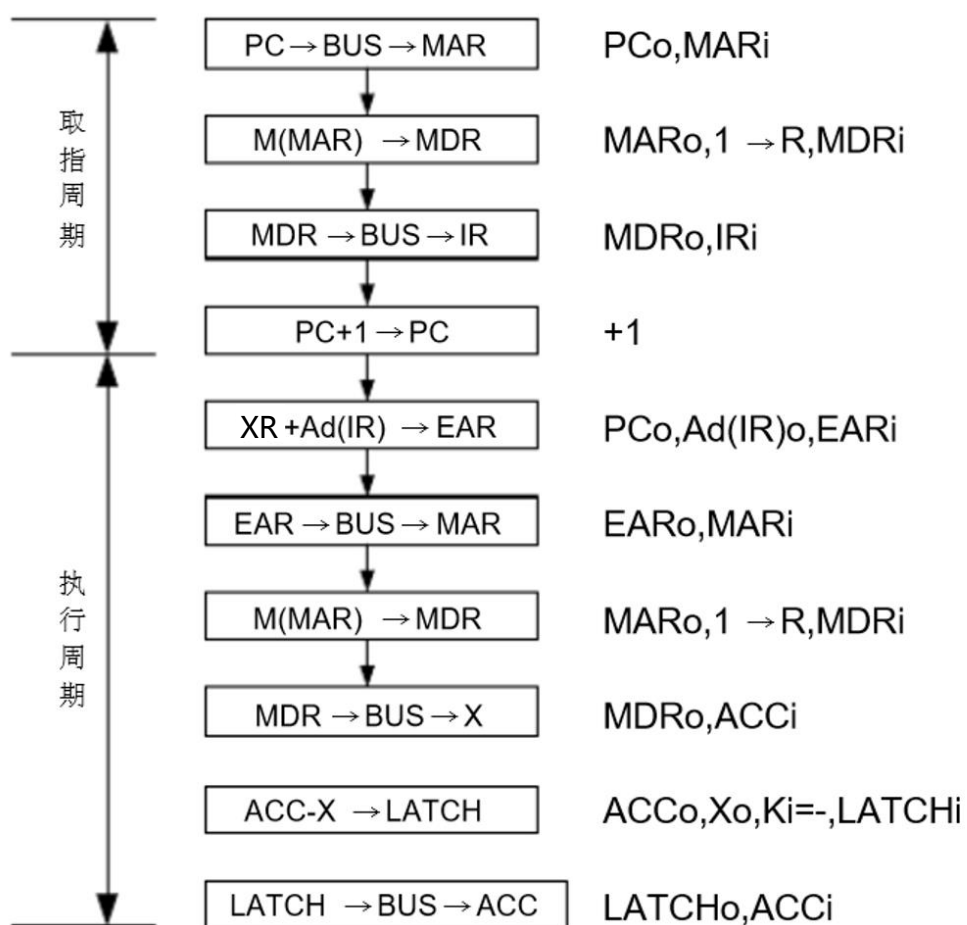 PC→BUS→MAR PCo,MARi
M(MAR) →MDR MARo,1 →R,MDRi
MDR→BUS→IR MDRo,IRi
PC+1→PC +1
取指周期
XR+Ad(IR) →EAR PCo,Ad(IR)o,EARi
EAR→BUS→MAR EARo,MARi
M(MAR) →MDR MARo,1 →R,MDRi
MDR→BUS→X MDRo,ACCi
ACC-X →LATCH ACCo,Xo,Ki=-,LATCHi
LATCH →BUS→ACC LATCHo,ACCi
执行周期